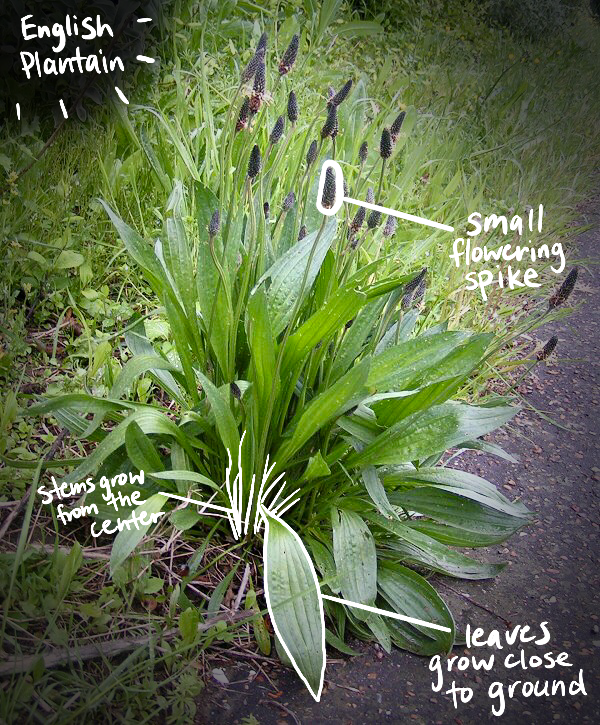 English
Plantain
small
flowering
spike
stems grow
from the
center
leaves
grow close
to ground